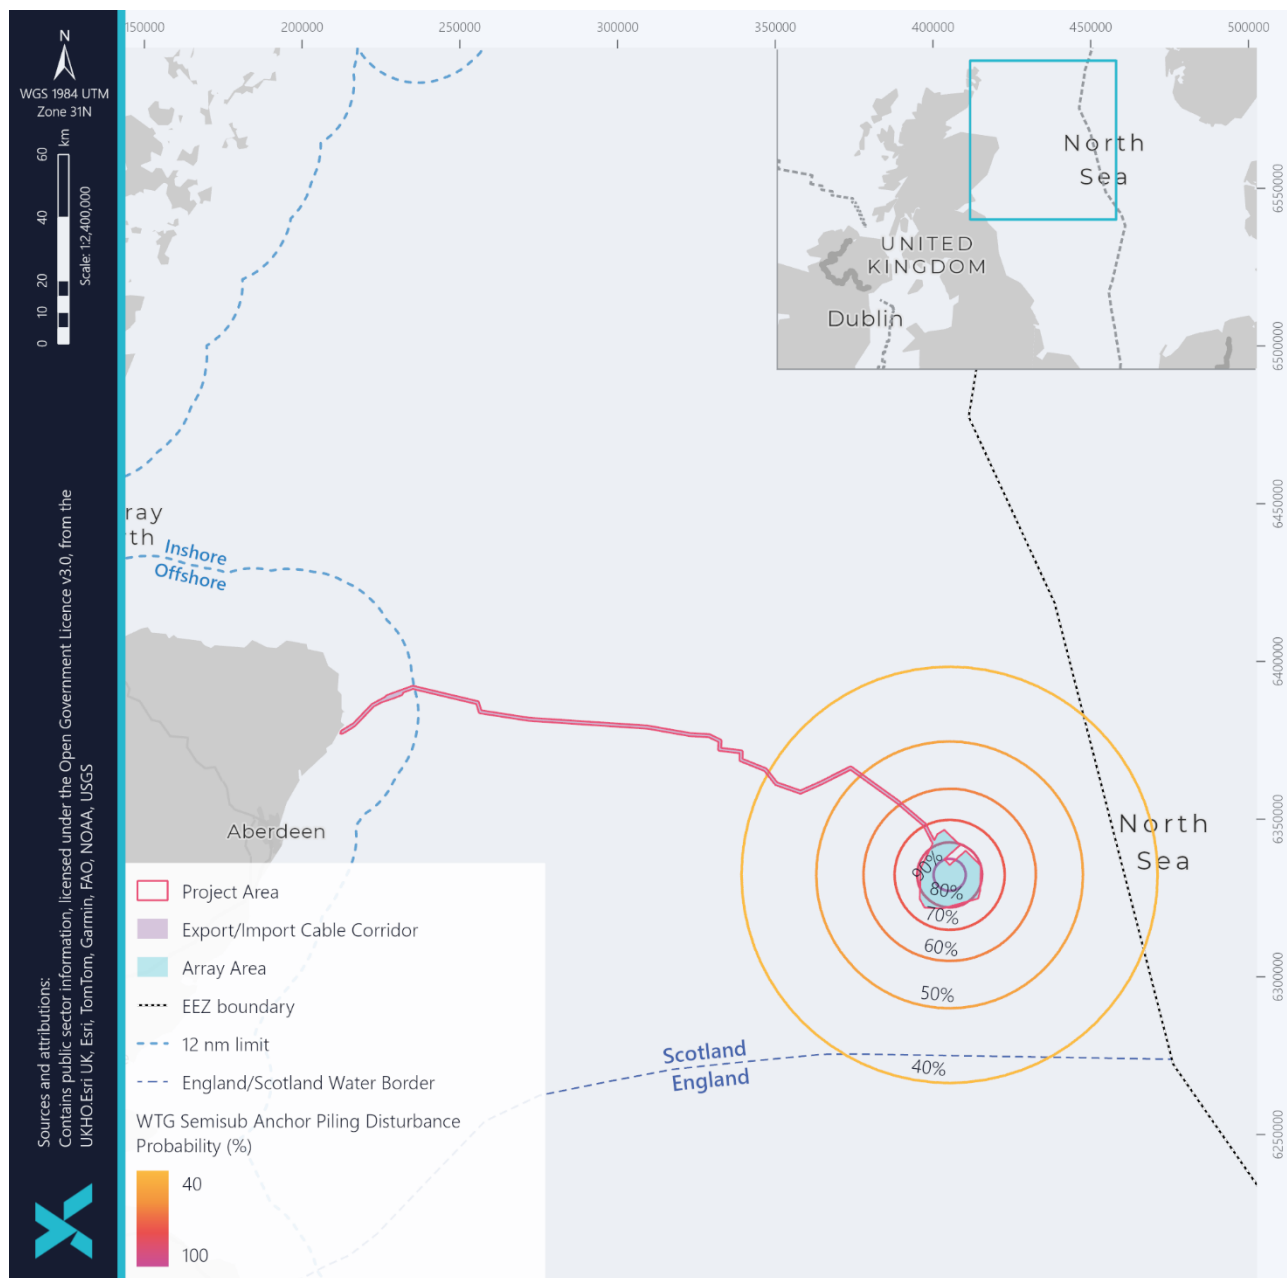 150000
200000
250000
300000
350000
400000
450000
500000
N
WGS 1984 UTM
Zone 31N
km
60
40
20
10
0
Scale: 1:2,400,000
Sources and attributions:
Contains public sector information, licensed under the Open Government Licence v3.0, from the
UKHO.Esri UK, Esri, TomTom, Garmin, FAO, NOAA, USGS
North
Sea
UNITED
KINGDOM
Dublin
6550000
6500000
6450000
6400000
6350000
6300000
6250000
ray
th
Inshore
Offshore
Aberdeen
North
Sea
90%
80%
70%
60%
50%
40%
Scotland
England
Project Area
Export/Import Cable Corridor
Array Area
EEZ boundary
12 nm limit
England/Scotland Water Border
WTG Semisub Anchor Piling Disturbance
Probability (%)
40
100